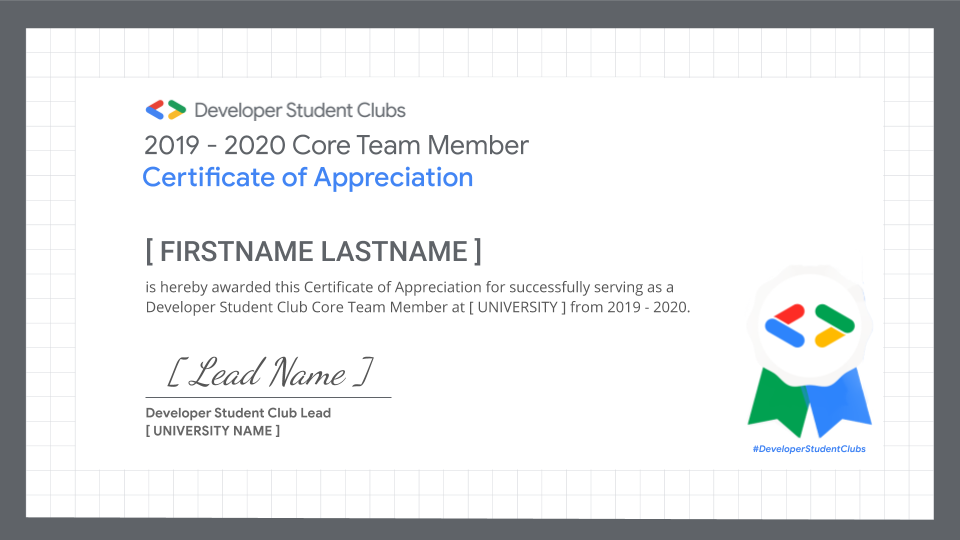 Developer Student Clubs
2019 - 2020 Core Team Member
Certificate of Appreciation
[ FIRSTNAME LASTNAME ]
is hereby awarded this Certificate of Appreciation for successfully serving as a
Developer Student Club Core Team Member at [ UNIVERSITY ] from 2019 - 2020.
[ Lead Name ]
Developer Student Club Lead
[ UNIVERSITY NAME ]
#DeveloperStudentClubs